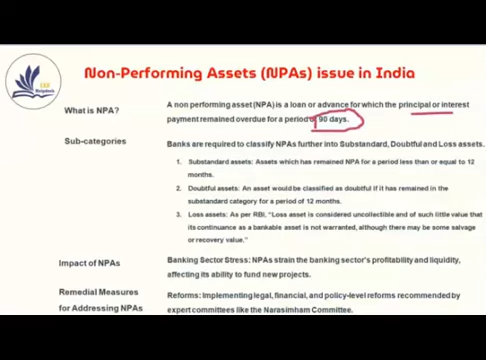 Non-Performing Assets (NPAs) issue in India
What is NPA?
A non performing asset (NPA) is a loan or advance for which the principal or interest
payment remained overdue for a period of 90 days.
Sub-categories
Banks are required to classify NPAs further into Substandard, Doubtful and Loss assets.
1. Substandard assets: Assets which has remained NPA for a period less than or equal to 12
months.
2. Doubtful assets: An asset would be classified as doubtful if it has remained in the
substandard category for a period of 12 months.
3. Loss assets: As per RBI, "Loss asset is considered uncollectible and of such little value that
its continuance as a bankable asset is not warranted, although there may be some salvage
or recovery value."
Impact of NPAs
Banking Sector Stress: NPAs strain the banking sector's profitability and liquidity,
affecting its ability to fund new projects.
Remedial Measures
for Addressing NPAs
Reforms: Implementing legal, financial, and policy-level reforms recommended by
expert committees like the Narasimham Committee.